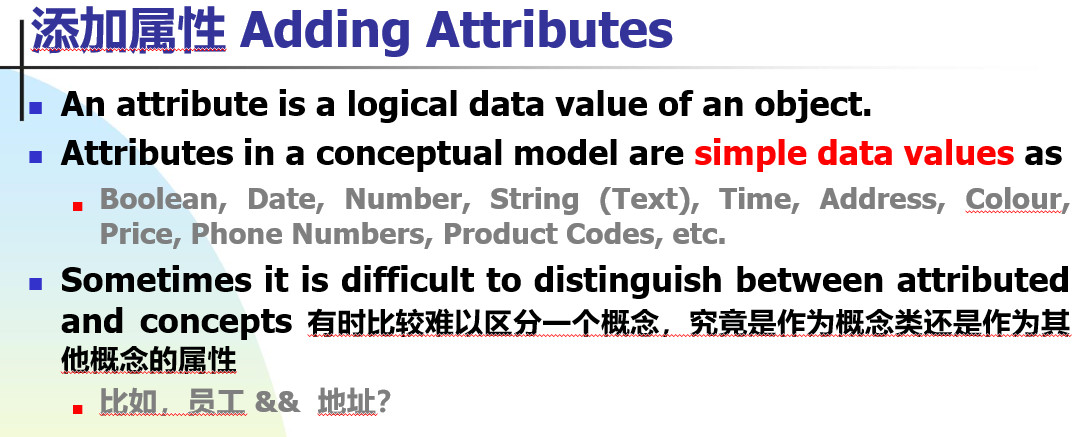 添加属性 Adding Attributes
An attribute is a logical data value of an object.
Attributes in a conceptual model are simple data values as
Boolean, Date, Number, String (Text), Time, Address, Colour,
Price, Phone Numbers, Product Codes, etc.
Sometimes it is difficult to distinguish between attributed
and concepts 有时比较难以区分一个概念，究竟是作为概念类还是作为其
他概念的属性
比如，员工 && 地址?